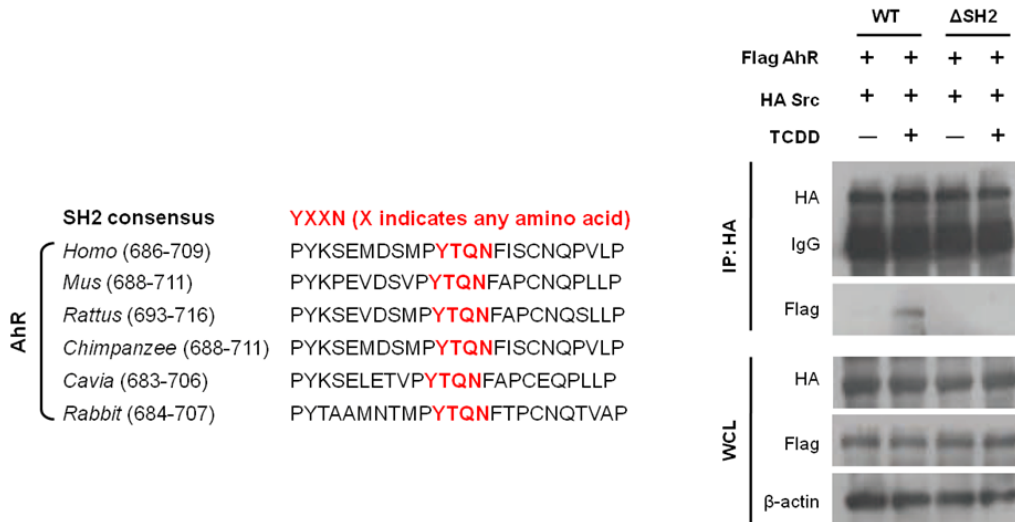 SH2 consensus YXXN (X indicates any amino acid)
AhR
Homo (686-709) PYKSEMDSMPYTQNFISCNQPVLP
Mus (688-711) PYKPEVDSVPYTQNFAPCNQPLLP
Rattus (693-716) PYKSEVDSMPYTQNFAPCNQSLLP
Chimpanzee (688-711) PYKSEMDSMPYTQNFISCNQPVLP
Cavia (683-706) PYKSELETVPYTQNFAPCEQPLLP
Rabbit (684-707) PYTAAMNTMPYTQNFTPCNQTVAP
WT ΔSH2
Flag AhR + + + +
HA Src + + + +
TCDD — + — +
IP: HA
HA
IgG
Flag
WCL
HA
Flag
β-actin